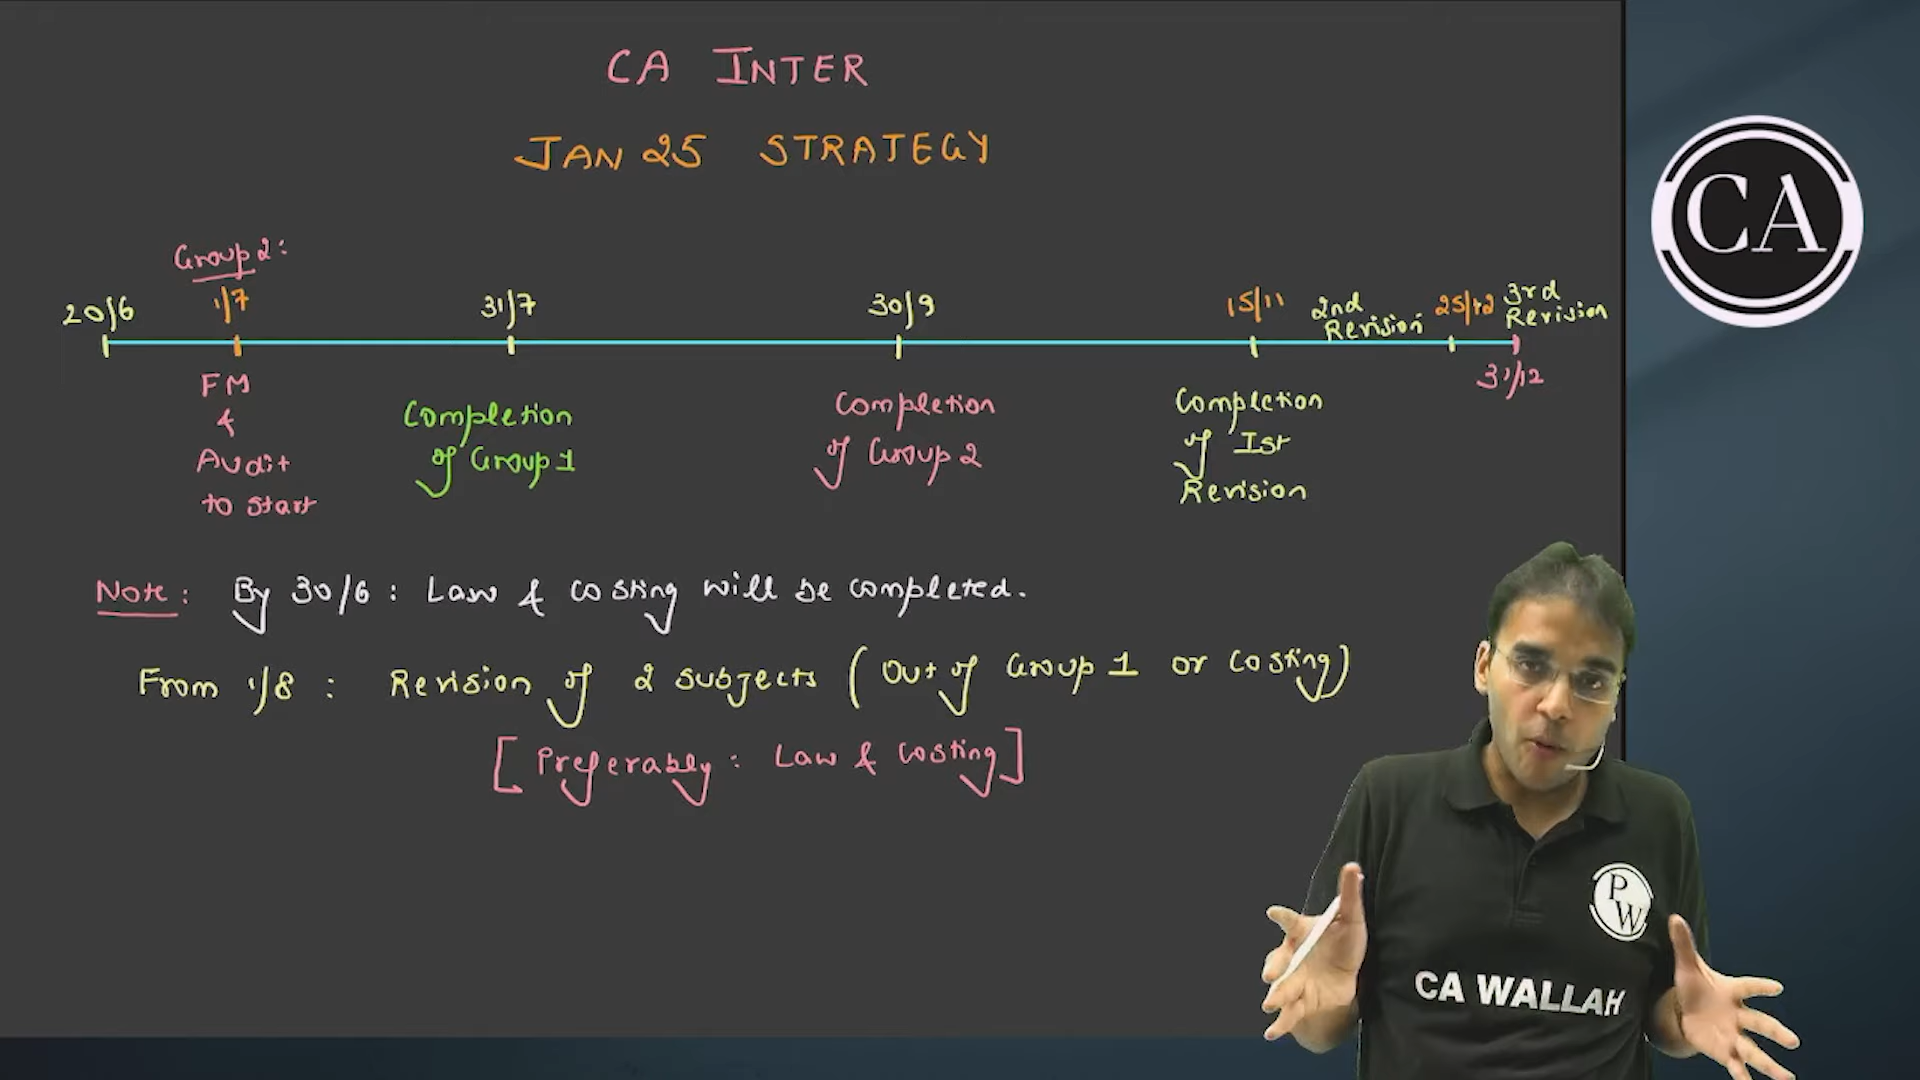 CA INTER
JAN 25 STRATEGY
Group 2:
20/6
1/7
31/7
30/9
15/11
2nd
Revision
25/12
3rd
Revision
31/12
FM
&
Audit
to start
Completion
of Group 1
Completion
of Group 2
Completion
of Ist
Revision
Note: By 30/6: Law & costing will be completed.
From 1/8: Revision of 2 subjects (Out of Group 1 or Costing)
[Preferably: Law & Costing]
CA
PW
CA WALLAH